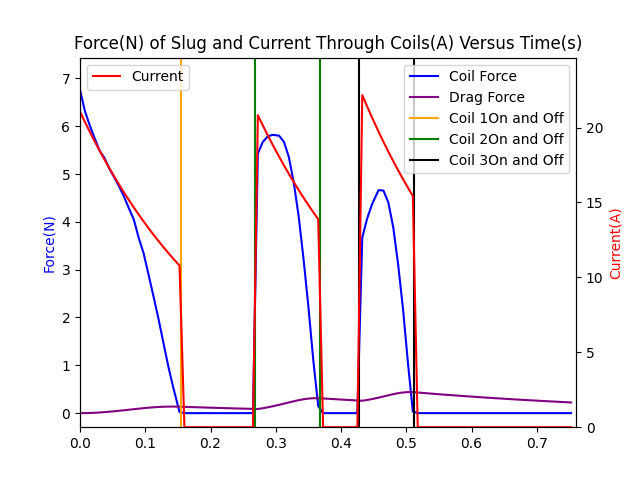 Force(N) of Slug and Current Through Coils(A) Versus Time(s)
Current
Coil Force
Drag Force
Coil 1On and Off
Coil 2On and Off
Coil 3On and Off
Force(N)
7
6
5
4
3
2
1
0
Current(A)
20
15
10
5
0
0.0 0.1 0.2 0.3 0.4 0.5 0.6 0.7